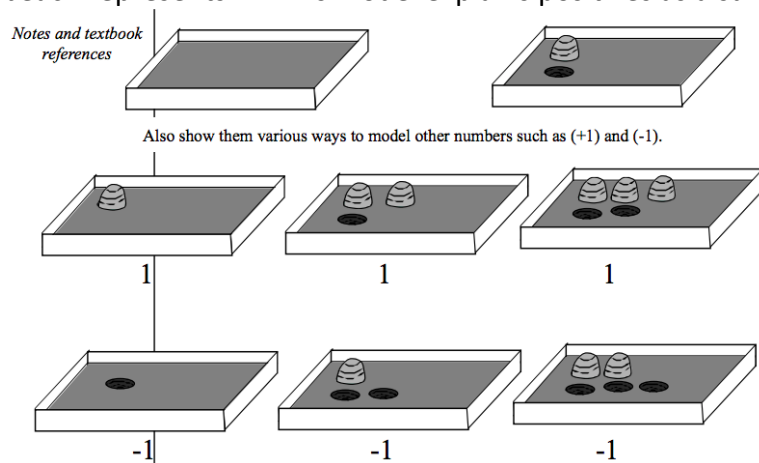 Notes and textbook
references
Also show them various ways to model other numbers such as (+1) and (-1).
1 1 1
-1 -1 -1